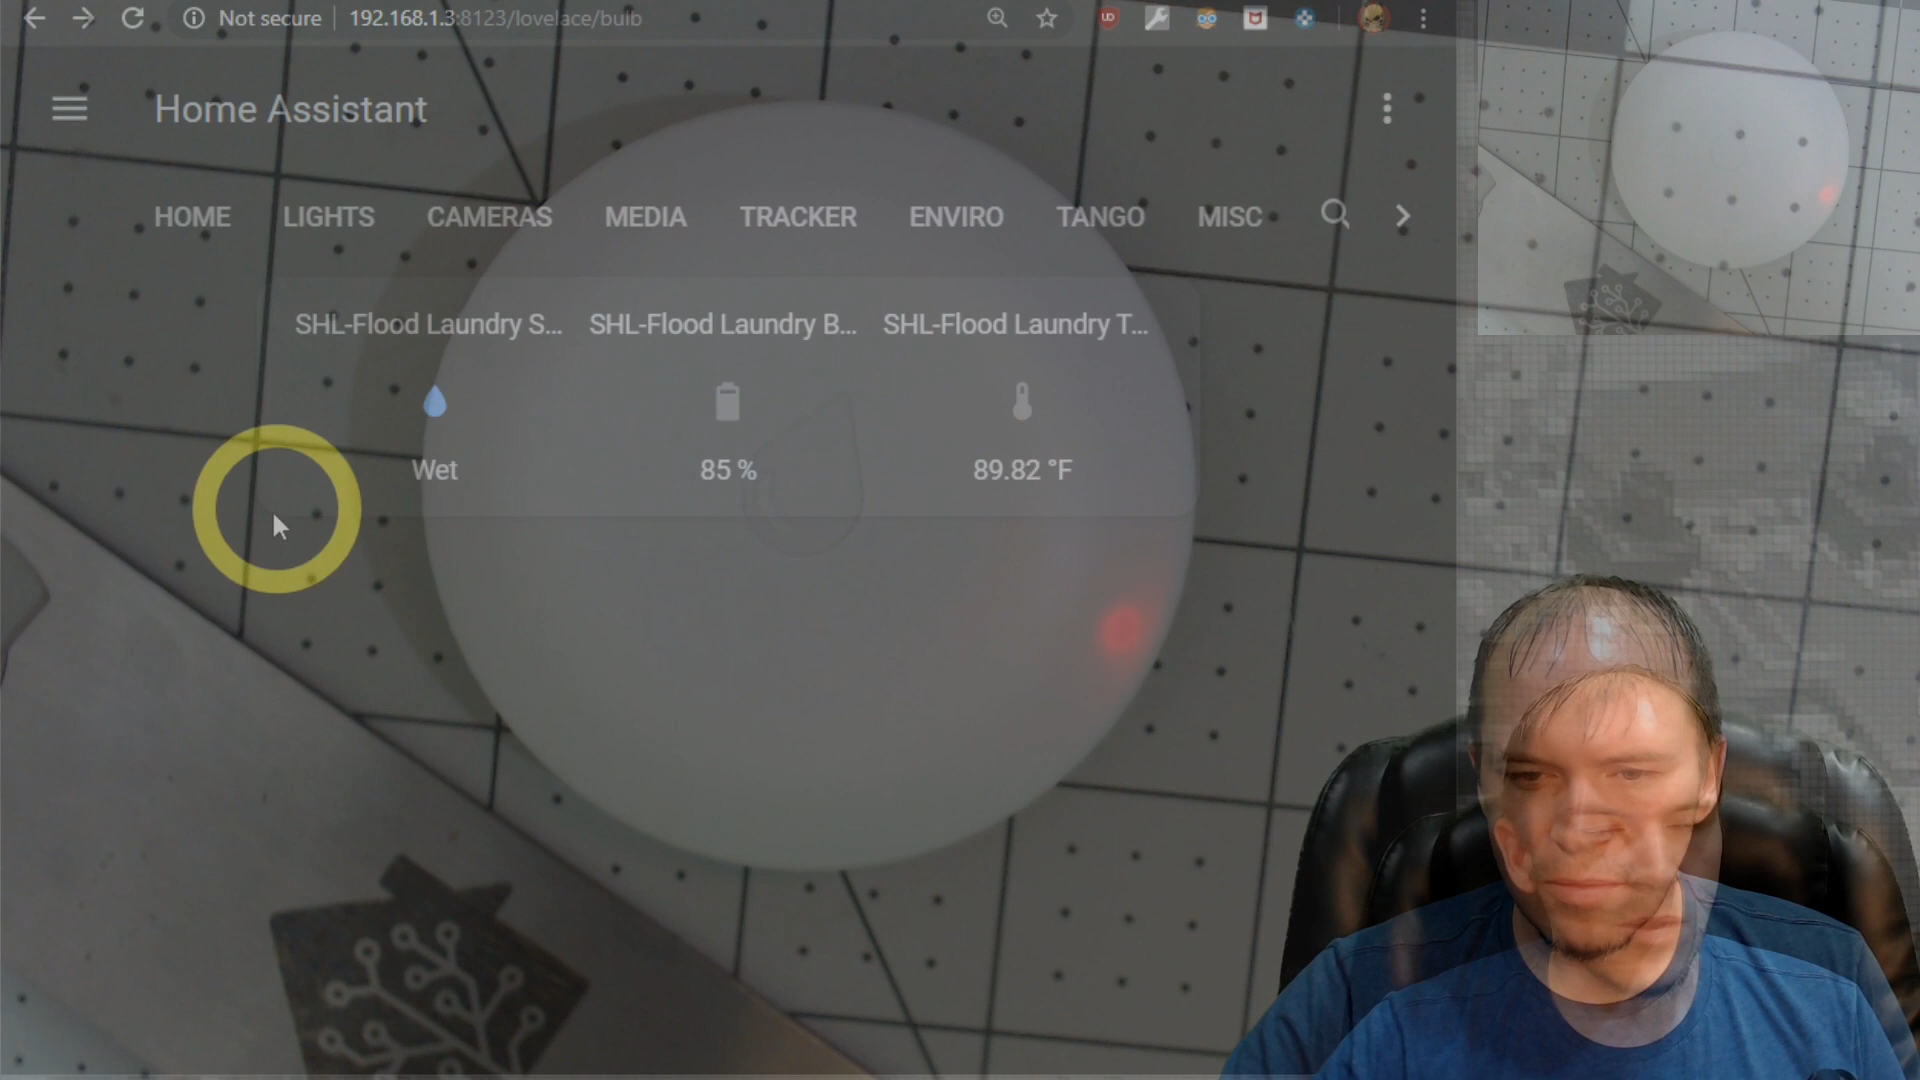 Not secure 192.168.1.3:8123/lovelace/bulb
Home Assistant
HOME LIGHTS CAMERAS MEDIA TRACKER ENVIRO TANGO MISC
SHL-Flood Laundry S... SHL-Flood Laundry B... SHL-Flood Laundry T...
Wet 85 % 89.82 °F